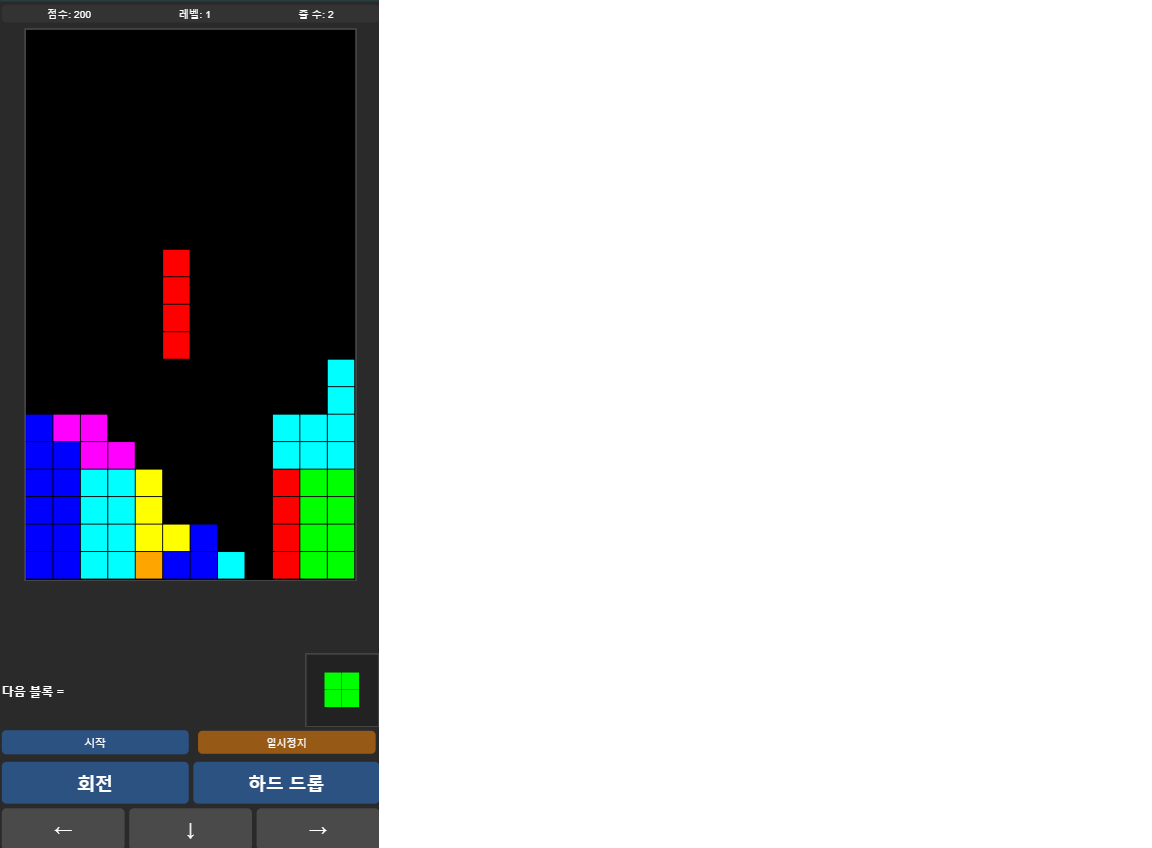 점수: 200 레벨: 1 줄 수: 2
다음 블록 =
시작 일시정지
회전 하드 드롭
← ↓ →